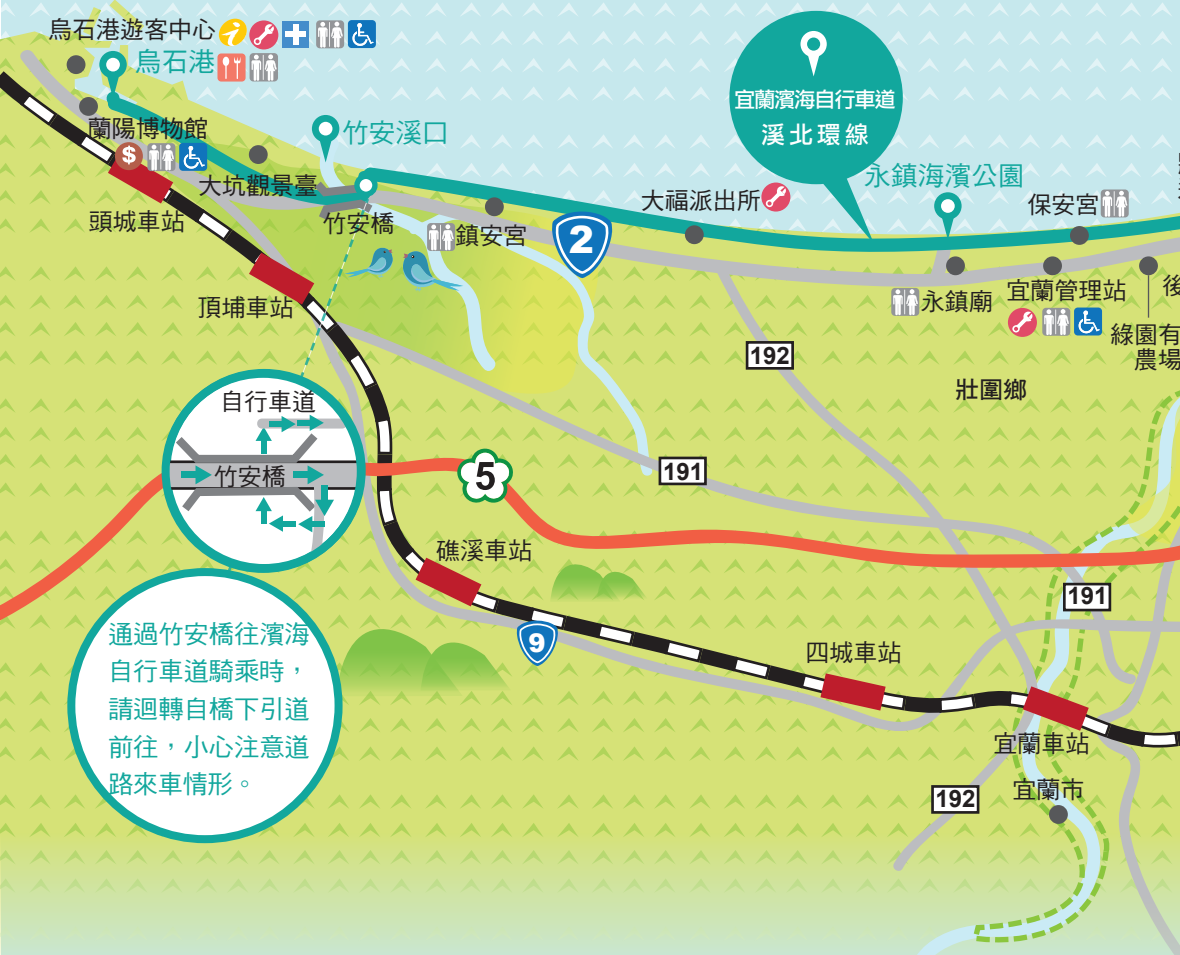 烏石港遊客中心
烏石港
蘭陽博物館
$
頭城車站
大坑觀景臺
竹安溪口
竹安橋
鎮安宮
頂埔車站
2
大福派出所
宜蘭濱海自行車道
溪北環線
永鎮海濱公園
保安宮
永鎮廟
宜蘭管理站
後
綠園有
農場
192
壯圍鄉
191
自行車道
竹安橋
5
礁溪車站
9
通過竹安橋往濱海
自行車道騎乘時，
請迴轉自橋下引道
前往，小心注意道
路來車情形。
191
四城車站
宜蘭車站
宜蘭市
192